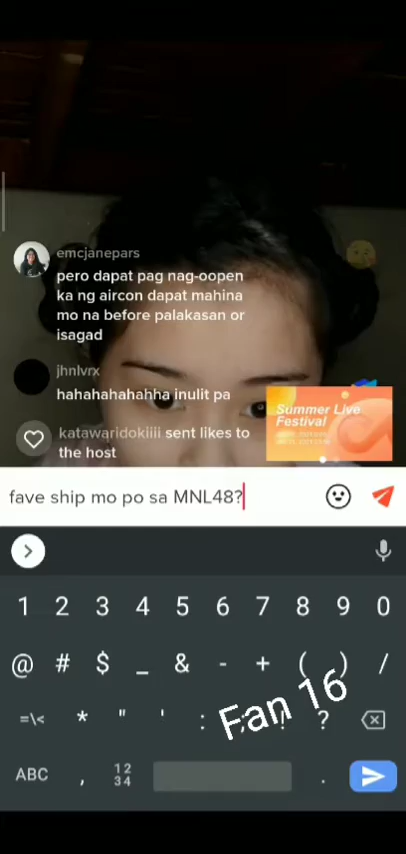 emcjanepars
pero dapat pag nag-oopen
ka ng aircon dapat mahina
mo na before palakasan or
isagad
jhnlvrx
hahahahahahha inulit pa
katawaridokiiii sent likes to
the host
Summer Live
Festival
fave ship mo po sa MNL48?
1 2 3 4 5 6 7 8 9 0
@ # $ _ & - + ( ) /
=\< * " ' : ; ! ?
Fan 16
ABC , 12 .
34